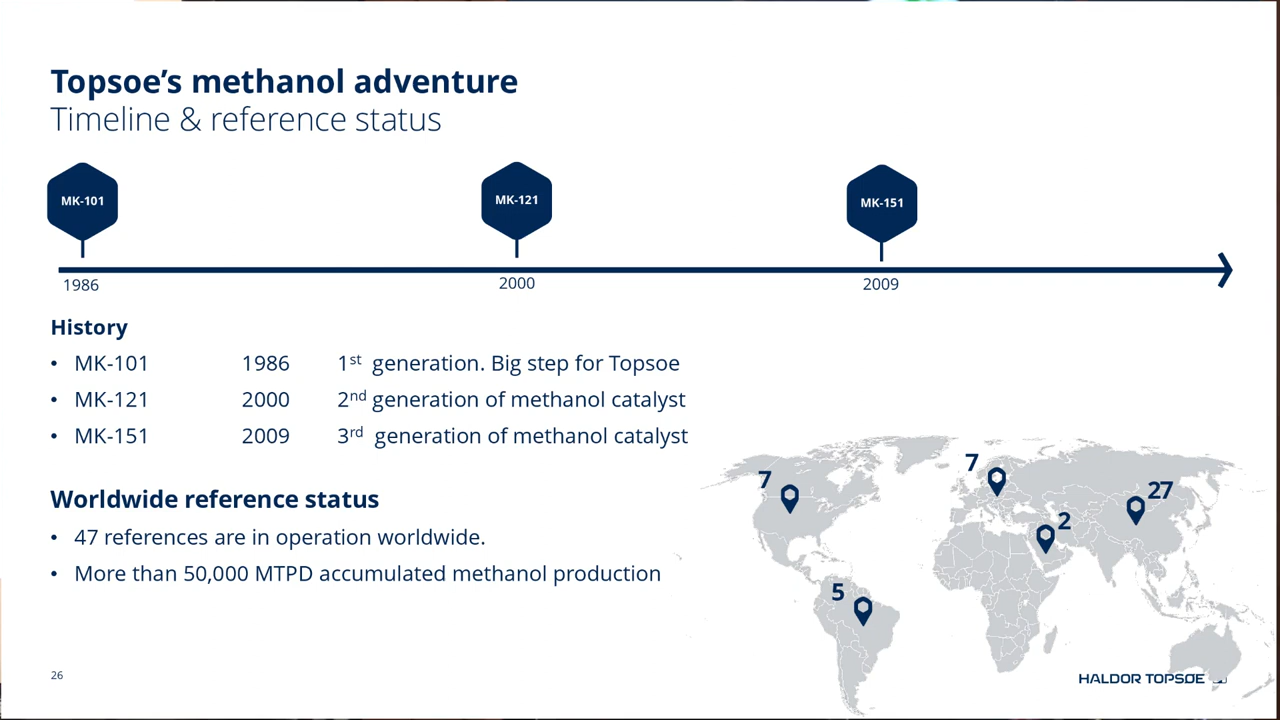 Topsoe’s methanol adventure
Timeline & reference status
MK-101
MK-121
MK-151
1986
2000
2009
History
• MK-101 1986 1st generation. Big step for Topsoe
• MK-121 2000 2nd generation of methanol catalyst
• MK-151 2009 3rd generation of methanol catalyst
Worldwide reference status
• 47 references are in operation worldwide.
• More than 50,000 MTPD accumulated methanol production
7
7
27
2
5
26
HALDOR TOPSØE